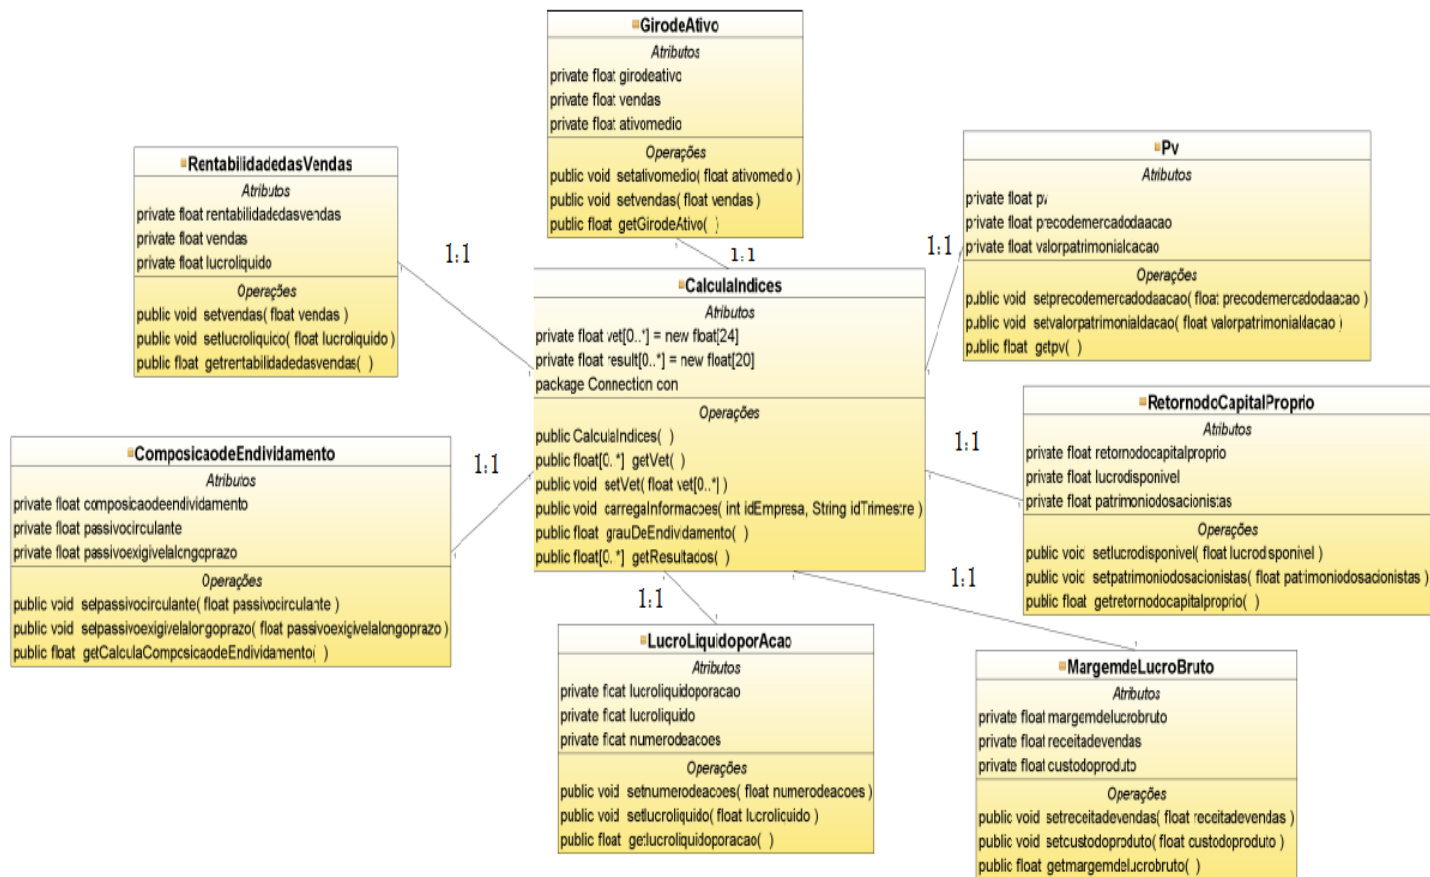 GirodeAtivo
Atributos
private float girodeativo
private float vendas
private float ativomedio
Operações
public void setativomedio( float ativomedo )
public void setvendas( float vendas )
public float getGirodeAtivo( )
1:1
RentabilidadedasVendas
Atributos
private float rentabilidadedasvendas
private float vendas
private float lucroliquido
Operações
public void setvendas( float vendas )
public void setlucroliquico( float lucroliquido )
public float getrentabilidadedasvendas( )
1:1
Pv
Atributos
private float pv
private float precodemercadodaacao
private float valorpatrimonialcacao
Operações
public void setprecodemercadodaacao( float precodemercadodaacao )
public void setvalorpatrimonialdacao( float valorpatrimonialdacao )
public float getpv( )
1:1
CalculaIndices
Atributos
private float vet[0..*] = new float[24]
private float result[0..*] = new float[20]
package Connection con
Operações
public CalculaIndices( )
public float[0..*] getVet( )
public void setVet( float vet[0..*] )
public void carregaInformacoes( int idEmpresa, String idTrimestre )
public float grauDeEndividamento( )
public float[0..*] getResultacos( )
ComposicaodeEndividamento
Atributos
private float composicaodeendividamento
private float passivocirculante
private float passivoexigivelalongoprazo
Operações
public void setpassivocirculante( float passivocirculante )
public void setpassivoexigivelalongoprazo( float passivoexigivelalongoprazo )
public float getCalculaComposicaodeEndividamento( )
1:1
RetornodoCapitalProprio
Atributos
private float retornodocapitalproprio
private float lucrodisponivel
private float patrimoniodosacionistas
Operações
public void setlucrodisponivel( float lucrodisponivel )
public void setpatrimoniodosacionistas( float patrimoniodosacionistas )
public float getretornodocapitalproprio( )
1:1
LucroLiquidoporAcao
Atributos
private float lucroliquidoporacao
private float lucroliquido
private float numerodeacoes
Operações
public void setnumerodeacoes( float numerodeacoes )
public void setlucroliquido( float lucrolicuido )
public float getlucroliquidoporacao( )
1:1
MargemdeLucroBruto
Atributos
private float margemdelucrobruto
private float receitadevendas
private float custodoproduto
Operações
public void setreceitadevendas( float receitadevendas )
public void setcustodoproduto( float custodoproduto )
public float getmargemdelucrobruto( )
1:1